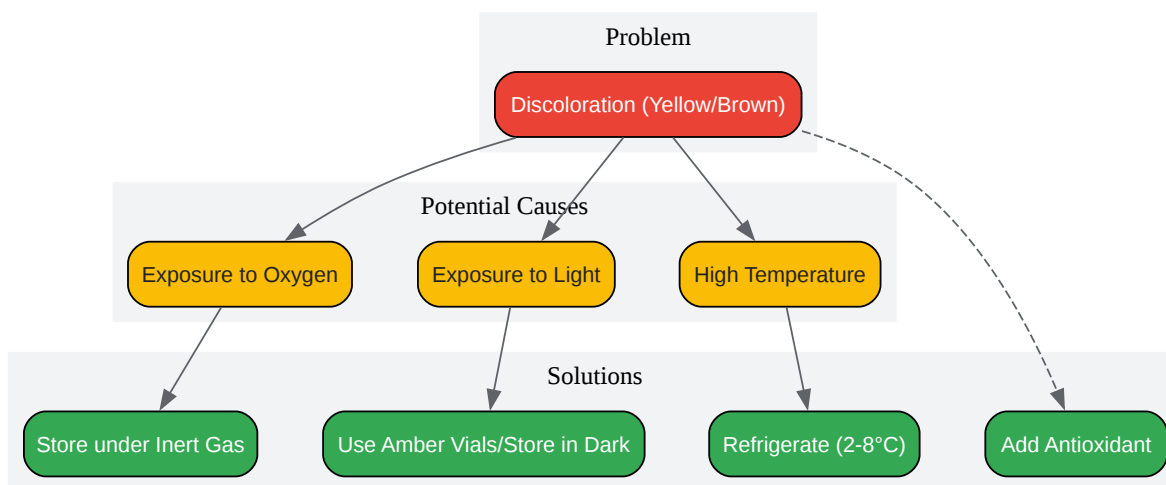 Problem
Discoloration (Yellow/Brown)
Potential Causes
Exposure to Oxygen
Exposure to Light
High Temperature
Solutions
Store under Inert Gas
Use Amber Vials/Store in Dark
Refrigerate (2-8°C)
Add Antioxidant